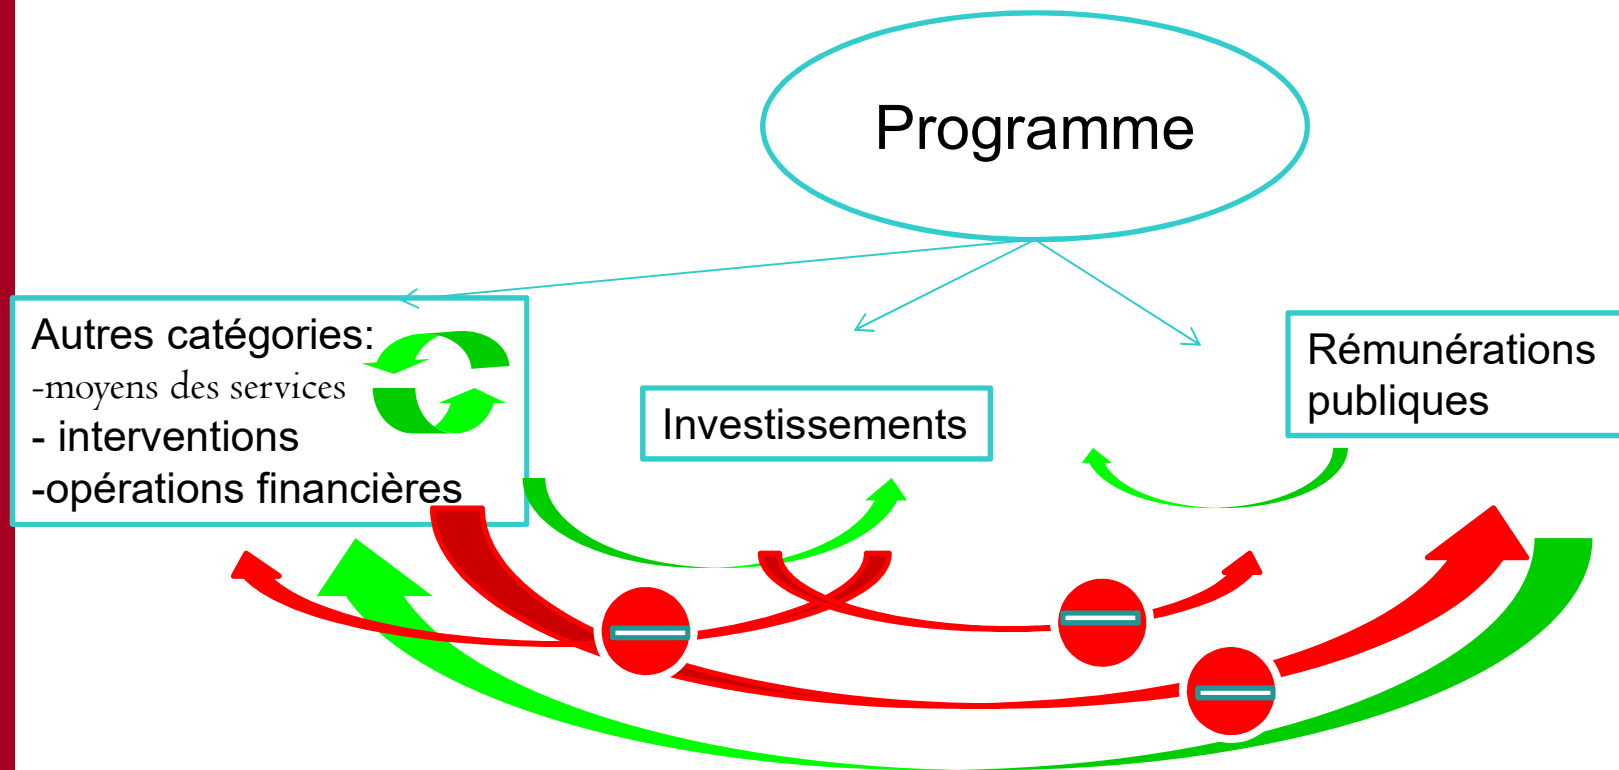 Programme
Autres catégories:
-moyens des services
- interventions
-opérations financières
Investissements
Rémunérations
publiques